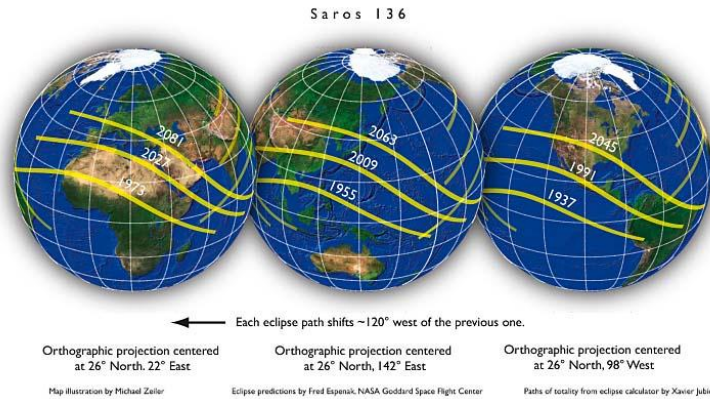 Saros 136
2081
2027
1973
2063
2009
1955
2045
1991
1937
Each eclipse path shifts ~120° west of the previous one.
Orthographic projection centered
at 26° North. 22° East
Orthographic projection centered
at 26° North, 142° East
Orthographic projection centered
at 26° North, 98° West
Map illustration by Michael Zeiler
Eclipse predictions by Fred Espenak, NASA Goddard Space Flight Center
Paths of totality from eclipse calculator by Xavier Jubie